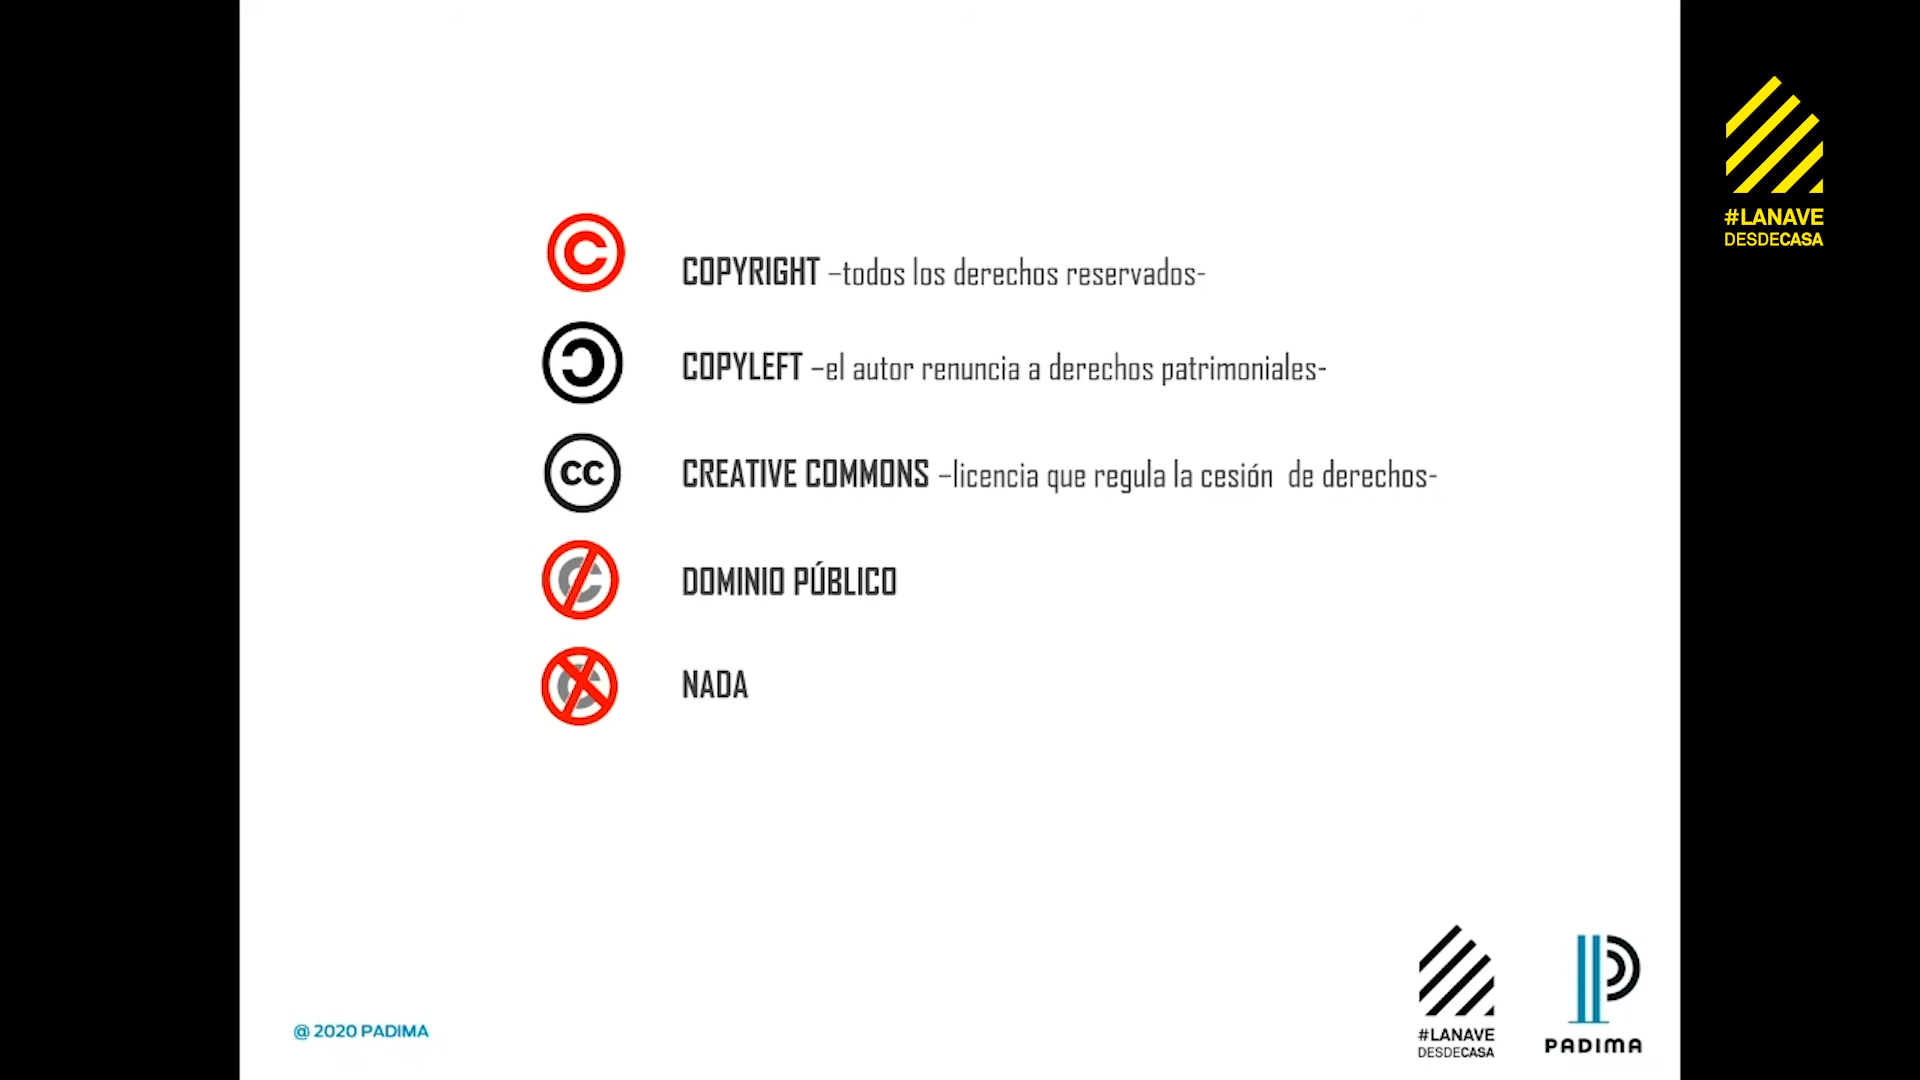 #LANAVE
DESDECASA
COPYRIGHT –todos los derechos reservados-
COPYLEFT –el autor renuncia a derechos patrimoniales-
CREATIVE COMMONS –licencia que regula la cesión  de derechos-
DOMINIO PÚBLICO
NADA
@ 2020 PADIMA
#LANAVE
DESDECASA
PADIMA